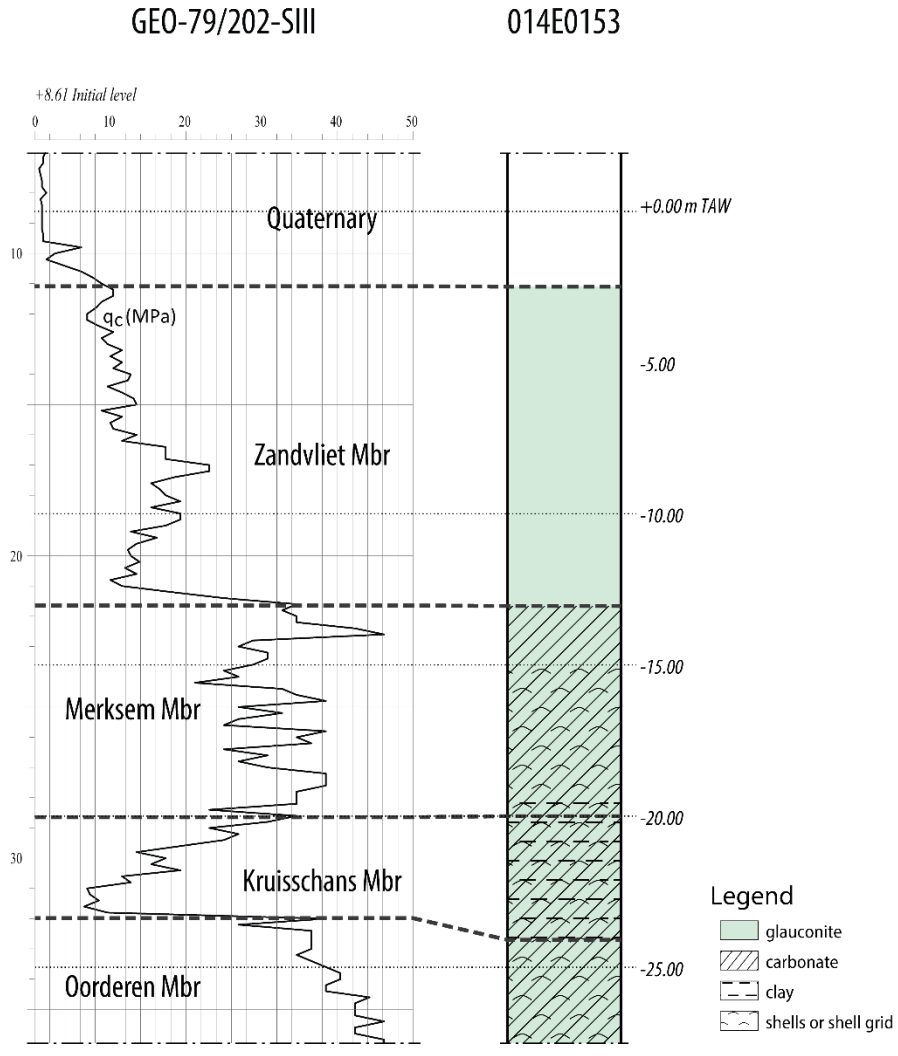 GEO-79/202-SIII 014E0153
+8.61 Initial level
0 10 20 30 40 50
+0.00 m TAW
Quaternary
10
qc (MPa)
-5.00
Zandvliet Mbr
-10.00
20
-15.00
Merksem Mbr
-20.00
30
Kruisschans Mbr
Legend
glauconite
carbonate
-25.00
Oorderen Mbr
clay
shells or shell grid